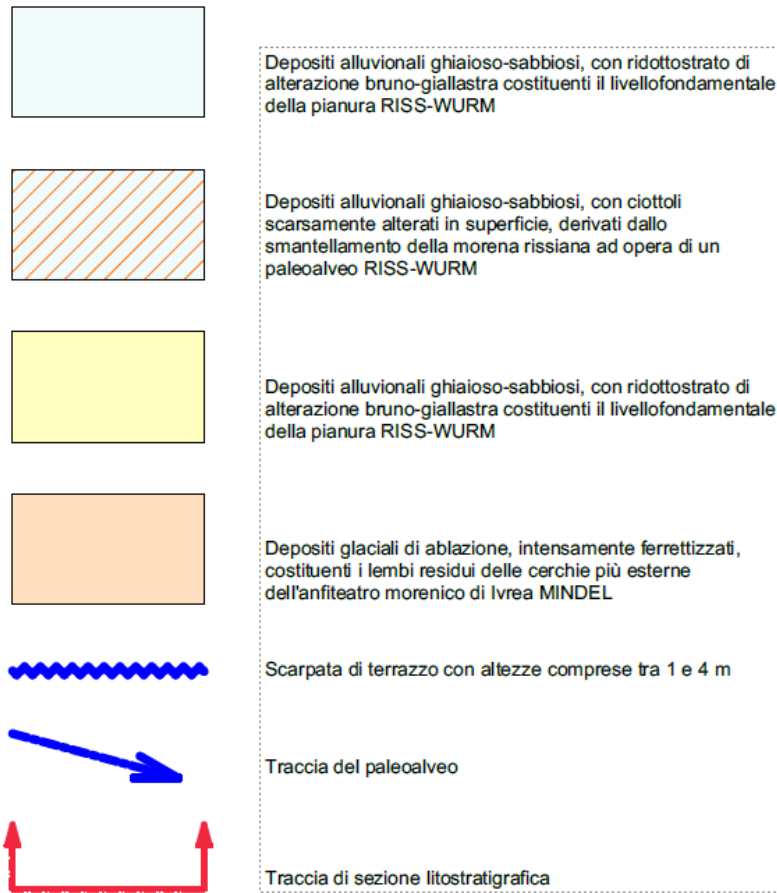 Depositi alluvionali ghiaioso-sabbiosi, con ridottostrato di
alterazione bruno-giallastra costituenti il livellofondamentale
della pianura RISS-WURM
Depositi alluvionali ghiaioso-sabbiosi, con ciottoli
scarsamente alterati in superficie, derivati dallo
smantellamento della morena rissiana ad opera di un
paleoalveo RISS-WURM
Depositi alluvionali ghiaioso-sabbiosi, con ridottostrato di
alterazione bruno-giallastra costituenti il livellofondamentale
della pianura RISS-WURM
Depositi glaciali di ablazione, intensamente ferrettizzati,
costituenti i lembi residui delle cerchie più esterne
dell'anfiteatro morenico di Ivrea MINDEL
Scarpata di terrazzo con altezze comprese tra 1 e 4 m
Traccia del paleoalveo
Traccia di sezione litostratigrafica